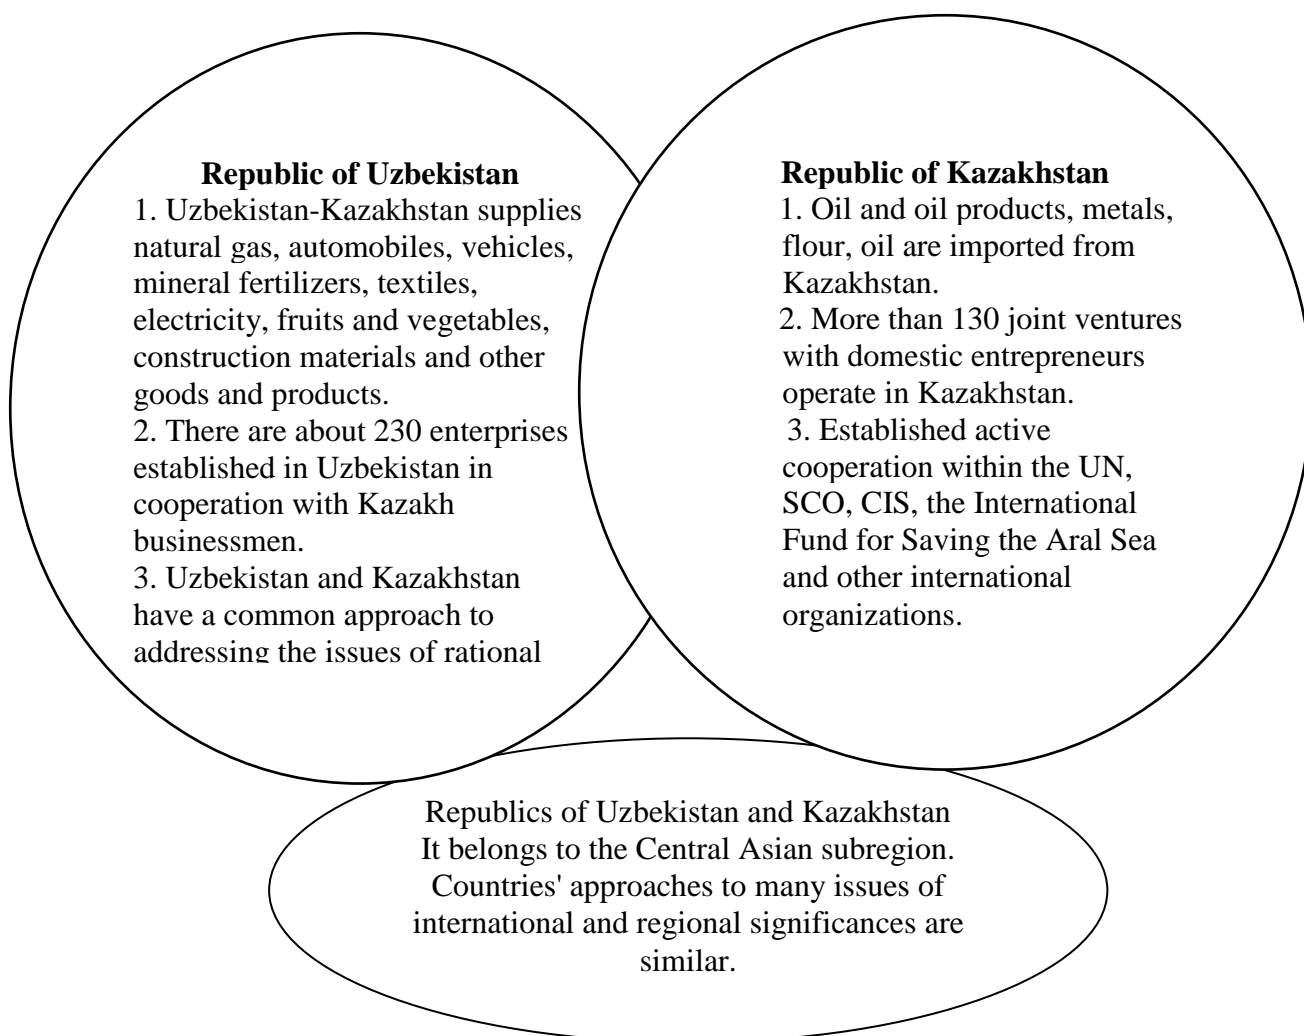 Republic of Uzbekistan
1. Uzbekistan-Kazakhstan supplies
natural gas, automobiles, vehicles,
mineral fertilizers, textiles,
electricity, fruits and vegetables,
construction materials and other
goods and products.
2. There are about 230 enterprises
established in Uzbekistan in
cooperation with Kazakh
businessmen.
3. Uzbekistan and Kazakhstan
have a common approach to
addressing the issues of rational
Republic of Kazakhstan
1. Oil and oil products, metals,
flour, oil are imported from
Kazakhstan.
2. More than 130 joint ventures
with domestic entrepreneurs
operate in Kazakhstan.
3. Established active
cooperation within the UN,
SCO, CIS, the International
Fund for Saving the Aral Sea
and other international
organizations.
Republics of Uzbekistan and Kazakhstan
It belongs to the Central Asian subregion.
Countries' approaches to many issues of
international and regional significances are
similar.